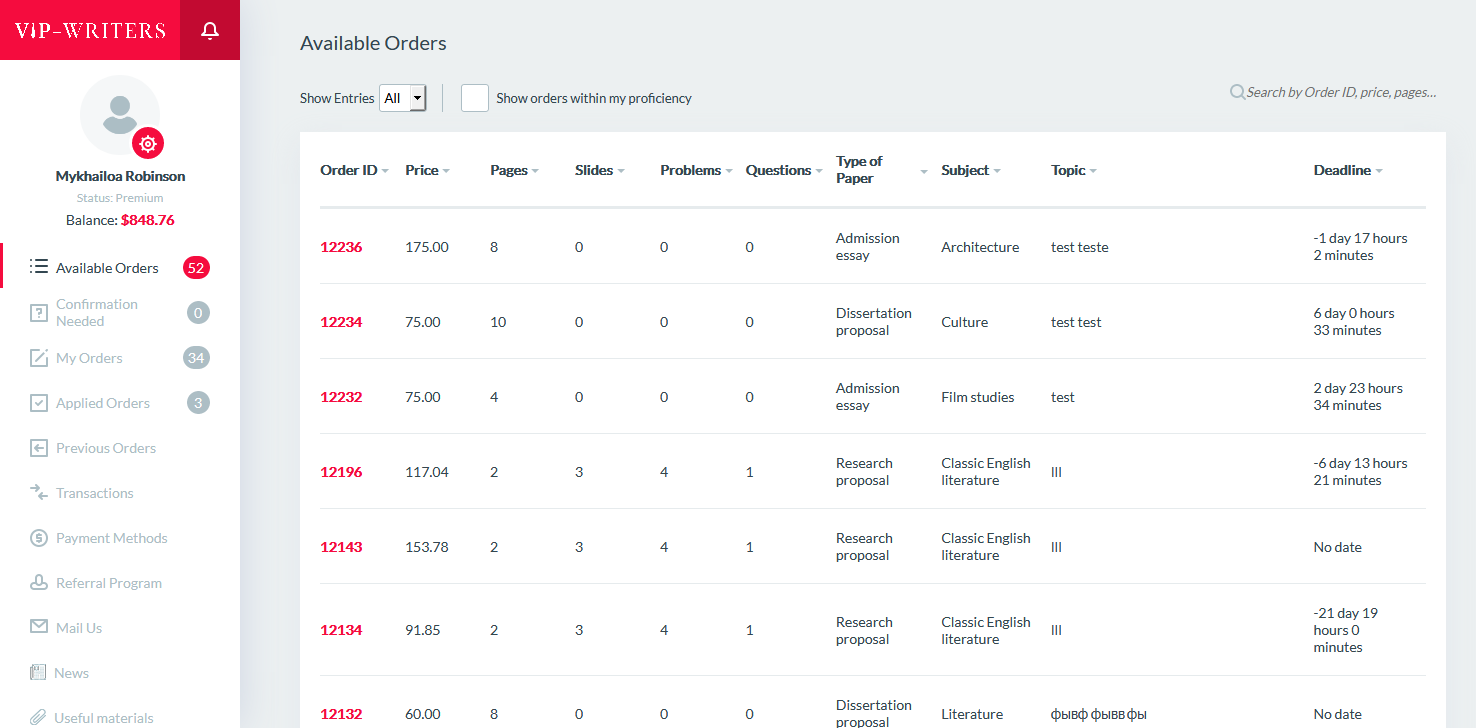 VIP-WRITERS
Mykhailoa Robinson
Status: Premium
Balance: $848.76
Available Orders 52
Confirmation
Needed 0
My Orders 34
Applied Orders 3
Previous Orders
Transactions
Payment Methods
Referral Program
Mail Us
News
Useful materials
Available Orders
Show Entries All Show orders within my proficiency
Search by Order ID, price, pages...
Order ID Price Pages Slides Problems Questions Type of Paper Subject Topic Deadline
12236 175.00 8 0 0 0 Admission essay Architecture test teste -1 day 17 hours 2 minutes
12234 75.00 10 0 0 0 Dissertation proposal Culture test test 6 day 0 hours 33 minutes
12232 75.00 4 0 0 0 Admission essay Film studies test 2 day 23 hours 34 minutes
12196 117.04 2 3 4 1 Research proposal Classic English literature lll -6 day 13 hours 21 minutes
12143 153.78 2 3 4 1 Research proposal Classic English literature lll No date
12134 91.85 2 3 4 1 Research proposal Classic English literature lll -21 day 19 hours 0 minutes
12132 60.00 8 0 0 0 Dissertation proposal Literature фывф фывв фы No date